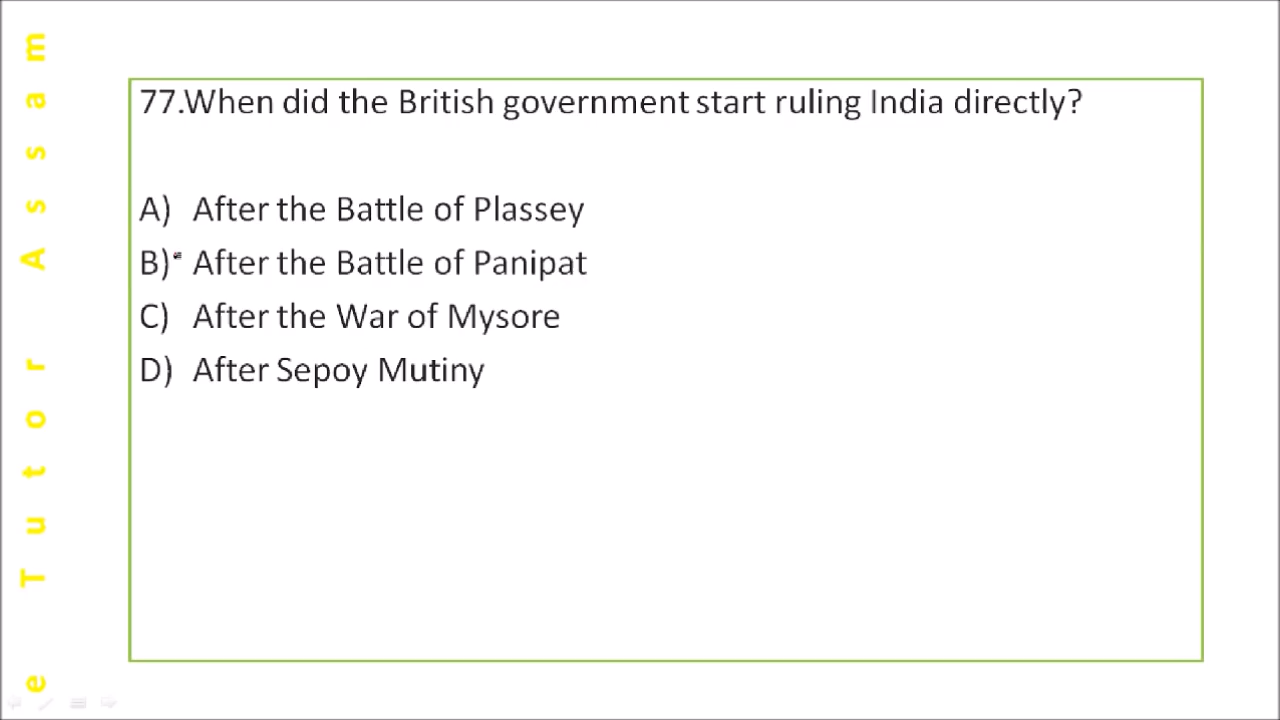 77.When did the British government start ruling India directly?
A) After the Battle of Plassey
B) After the Battle of Panipat
C) After the War of Mysore
D) After Sepoy Mutiny
e Tutor Assam